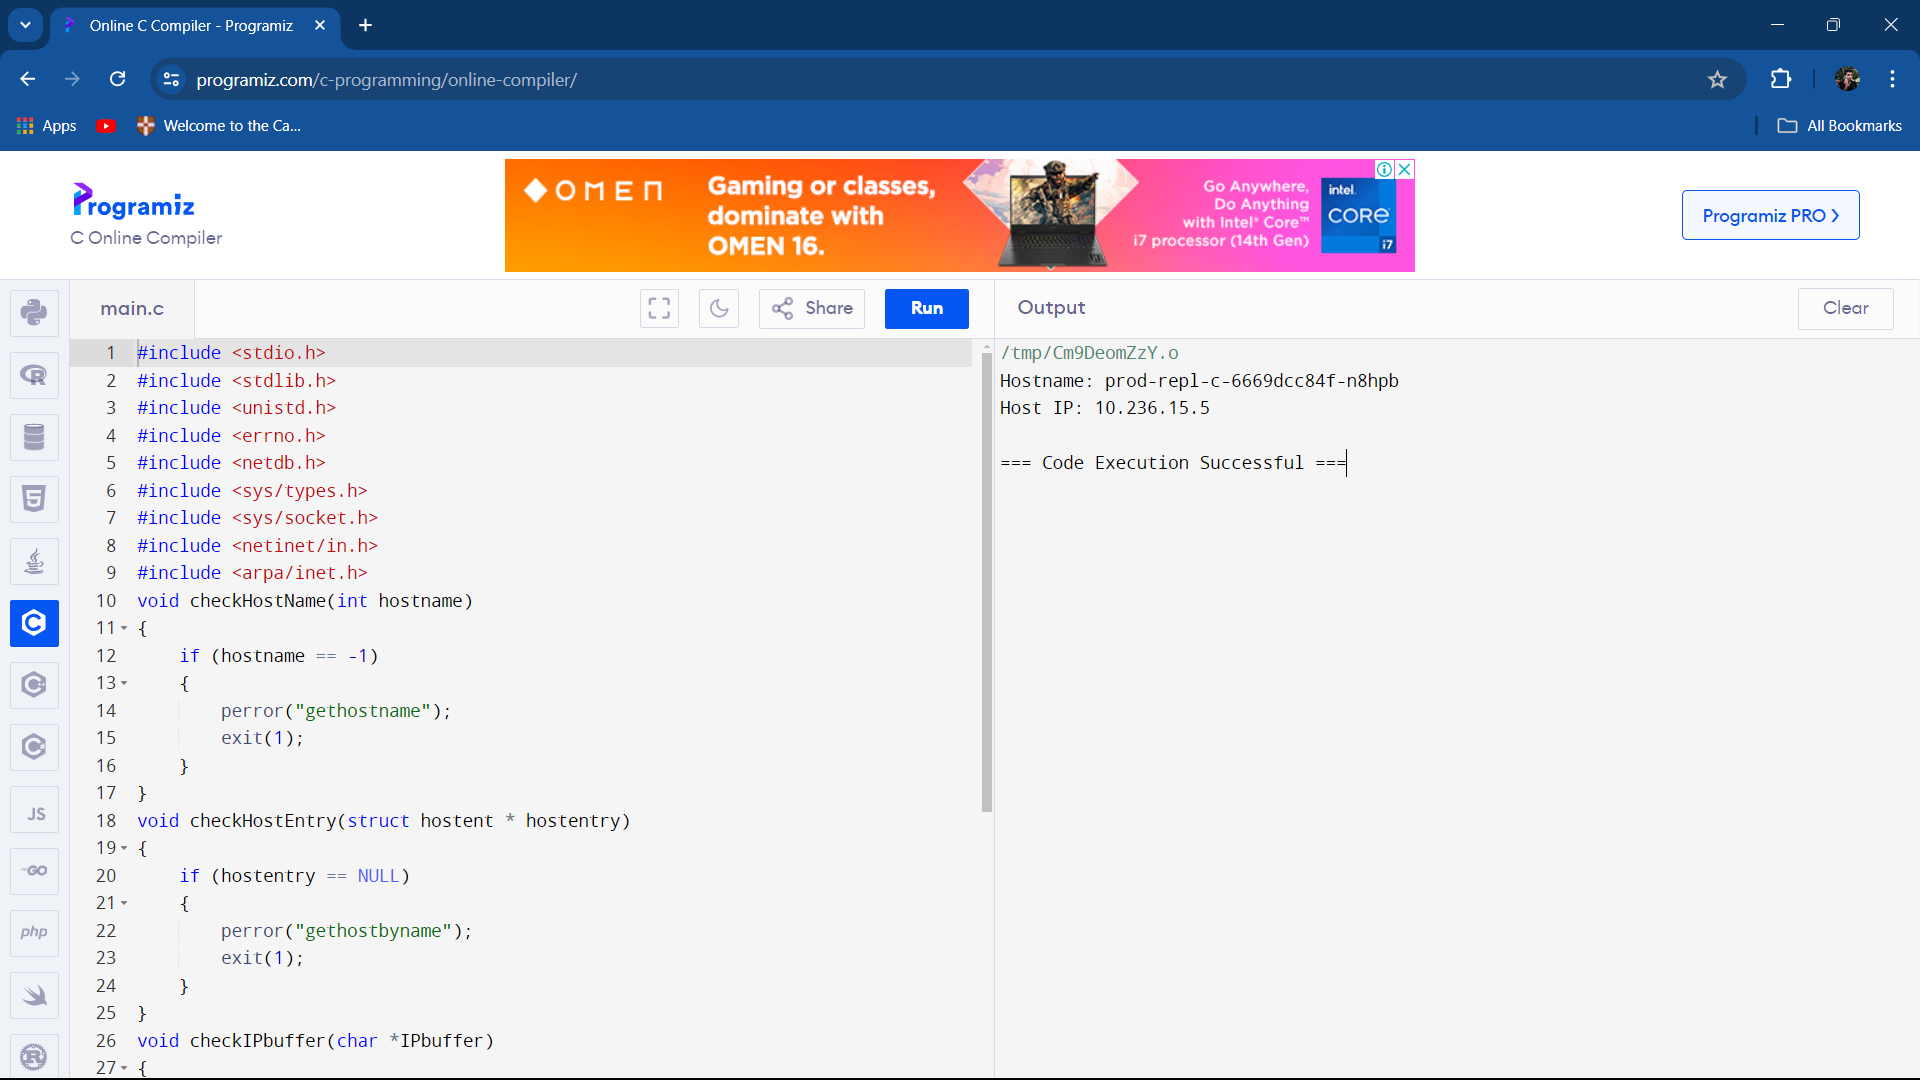 Online C Compiler - Programiz
programiz.com/c-programming/online-compiler/
Apps
Welcome to the Ca...
All Bookmarks
Programiz
C Online Compiler
OMEN
Gaming or classes,
dominate with
OMEN 16.
Go Anywhere,
Do Anything
with Intel® Core™
i7 processor (14th Gen)
intel.
CORE
i7
Programiz PRO >
main.c
Share
Run
Output
Clear
1 #include <stdio.h>
2 #include <stdlib.h>
3 #include <unistd.h>
4 #include <errno.h>
5 #include <netdb.h>
6 #include <sys/types.h>
7 #include <sys/socket.h>
8 #include <netinet/in.h>
9 #include <arpa/inet.h>
10 void checkHostName(int hostname)
11 {
12 if (hostname == -1)
13 {
14 perror("gethostname");
15 exit(1);
16 }
17 }
18 void checkHostEntry(struct hostent * hostentry)
19 {
20 if (hostentry == NULL)
21 {
22 perror("gethostbyname");
23 exit(1);
24 }
25 }
26 void checkIPbuffer(char *IPbuffer)
27 {
/tmp/Cm9DeomZzY.o
Hostname: prod-repl-c-6669dcc84f-n8hpb
Host IP: 10.236.15.5
=== Code Execution Successful ===
JS
GO
php